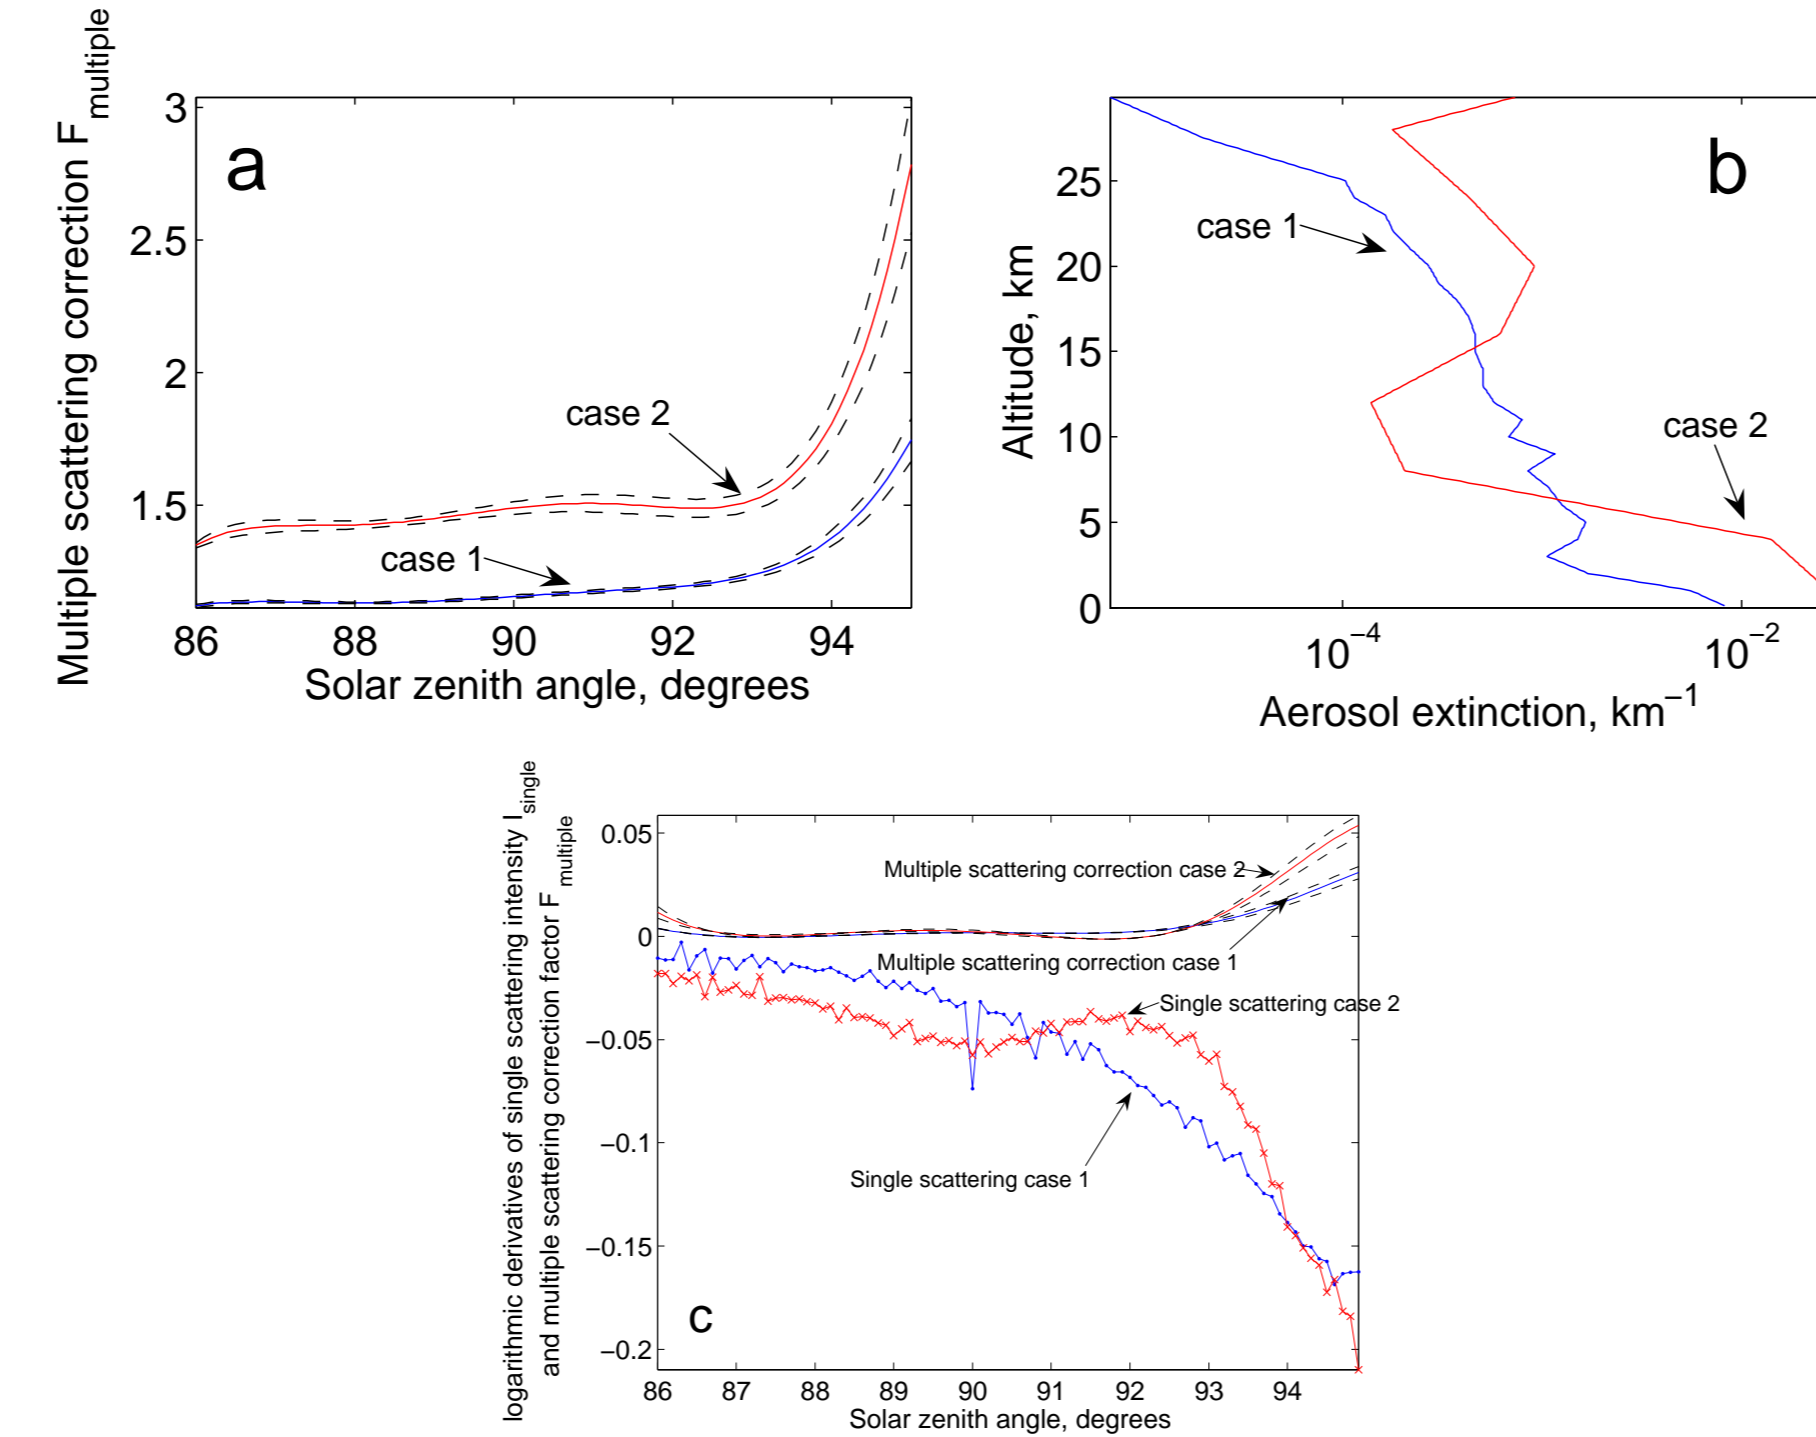 Multiple scattering correction F_multiple
a
3
2.5
2
1.5
case 2
case 1
86 88 90 92 94
Solar zenith angle, degrees
Altitude, km
b
25
20
15
10
5
0
case 1
case 2
10^−4 10^−2
Aerosol extinction, km^−1
logarithmic derivatives of single scattering intensity I_single
and multiple scattering correction factor F_multiple
0.05
0
−0.05
−0.1
−0.15
−0.2
Multiple scattering correction case 2
Multiple scattering correction case 1
Single scattering case 2
Single scattering case 1
c
86 87 88 89 90 91 92 93 94
Solar zenith angle, degrees